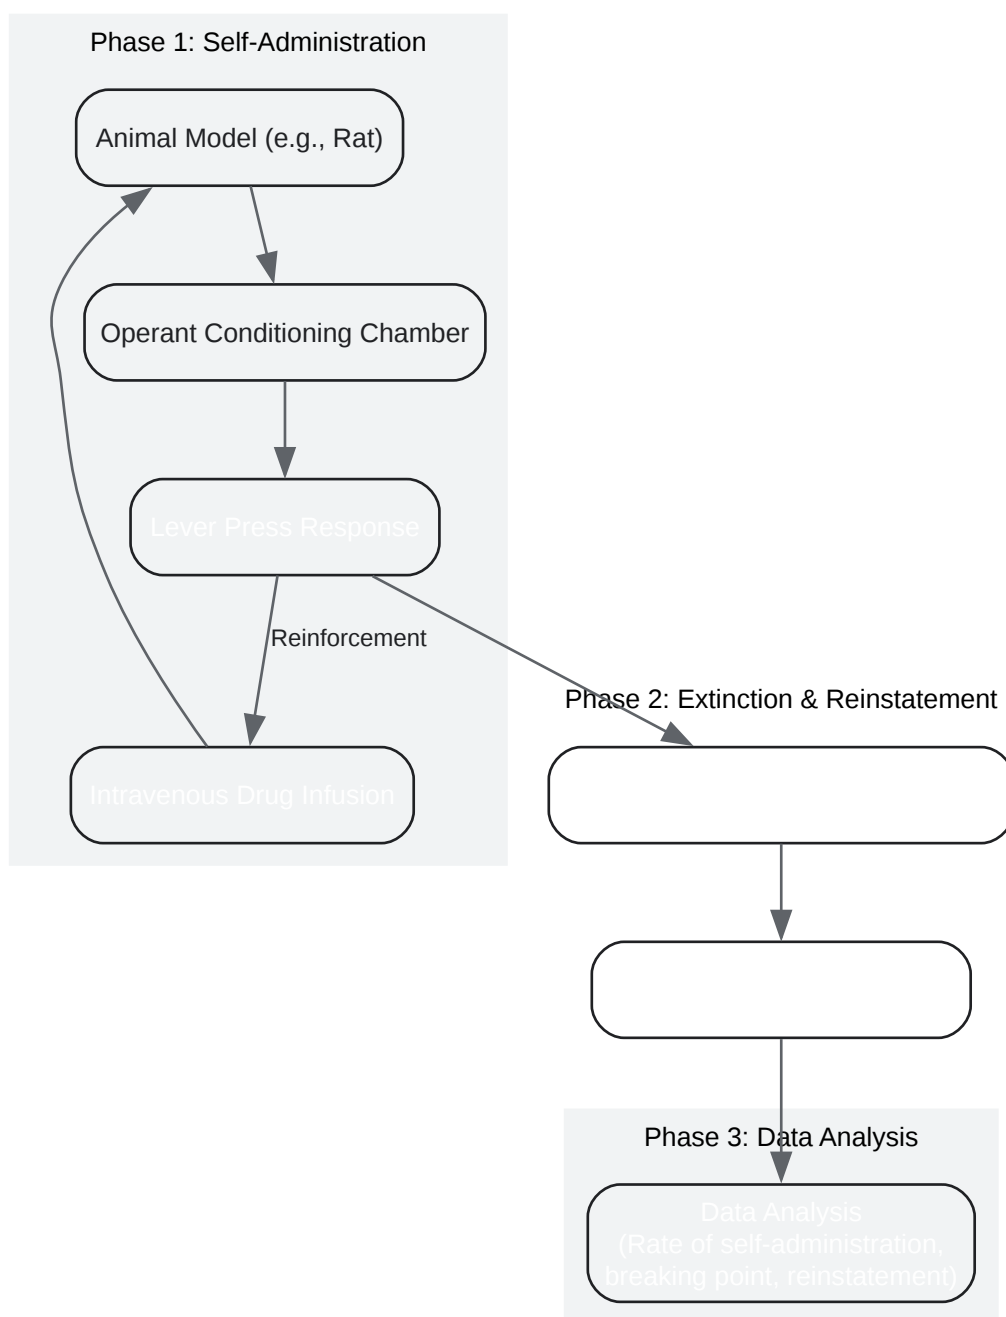 Phase 1: Self-Administration
Animal Model (e.g., Rat)
Operant Conditioning Chamber
Lever Press Response
Reinforcement
Intravenous Drug Infusion
Phase 2: Extinction & Reinstatement
Phase 3: Data Analysis
Data Analysis
(Rate of self-administration,
breaking point, reinstatement)